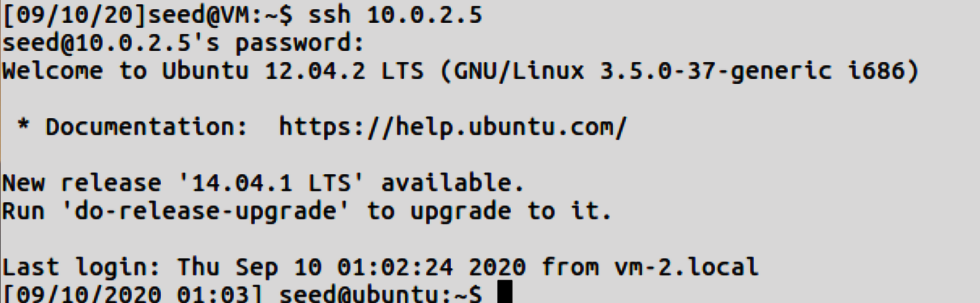 [09/10/20]seed@VM:~$ ssh 10.0.2.5
seed@10.0.2.5's password:
Welcome to Ubuntu 12.04.2 LTS (GNU/Linux 3.5.0-37-generic i686)
* Documentation:  https://help.ubuntu.com/
New release '14.04.1 LTS' available.
Run 'do-release-upgrade' to upgrade to it.
Last login: Thu Sep 10 01:02:24 2020 from vm-2.local
[09/10/2020 01:03] seed@ubuntu:~$